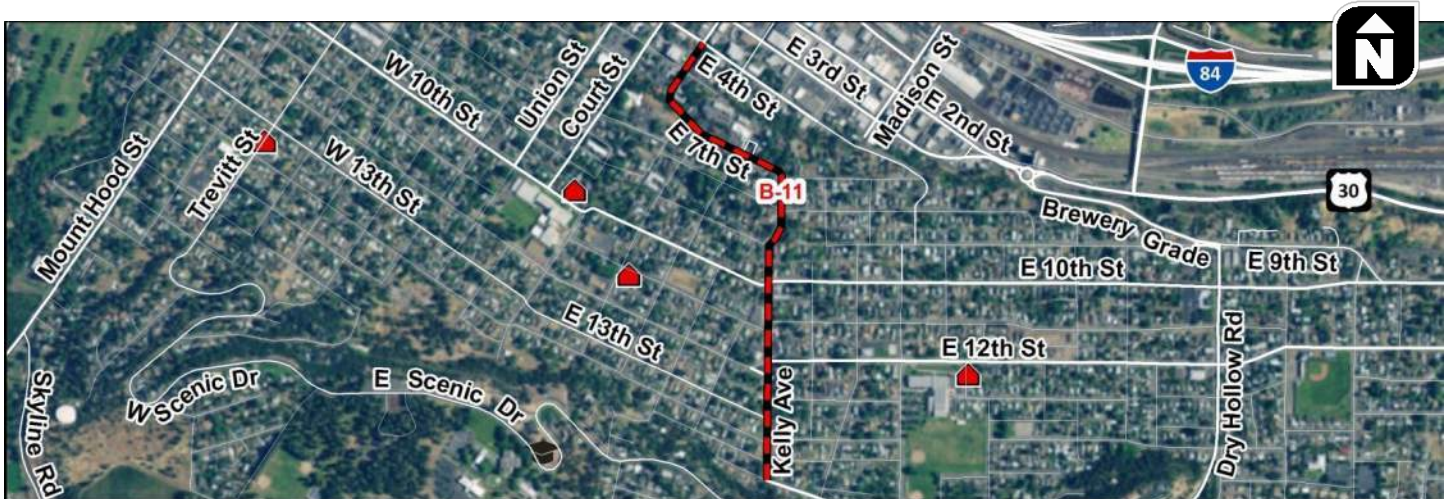 N
84
30
Mount Hood St
Trevitt St
W 10th St
W 13th St
Union St
Court St
E 4th St
E 3rd St
E 2nd St
Madison St
E 7th St
B-11
Brewery Grade
E 10th St
E 9th St
E 13th St
E 12th St
Dry Hollow Rd
Kelly Ave
W Scenic Dr
E Scenic Dr
Skyline Rd